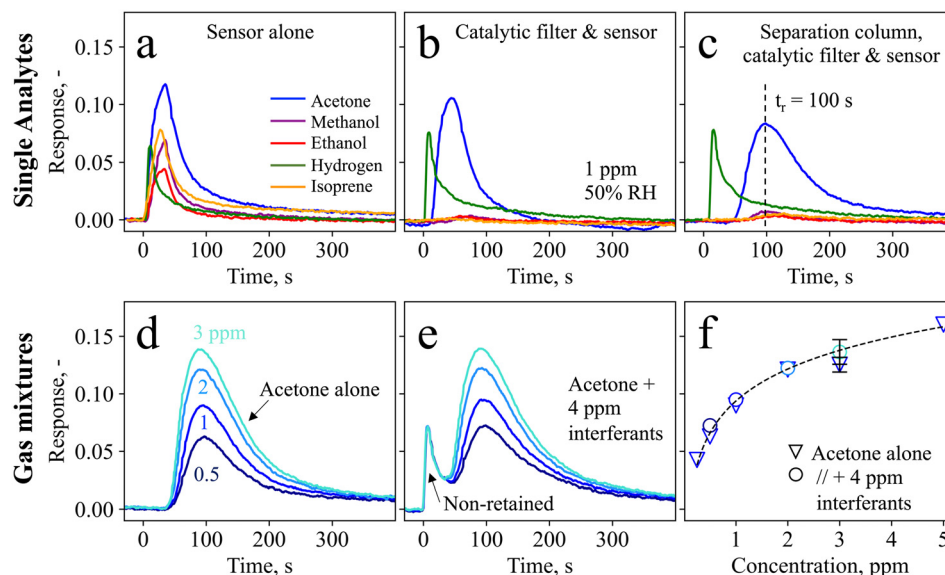 Single Analytes
Response, -
0.15
0.10
0.05
0.00
a
Sensor alone
Acetone
Methanol
Ethanol
Hydrogen
Isoprene
0 100 200 300
Time, s
b
Catalytic filter & sensor
1 ppm
50% RH
0 100 200 300
Time, s
c
Separation column,
catalytic filter & sensor
tr = 100 s
0 100 200 300
Time, s
Gas mixtures
Response, -
0.15
0.10
0.05
0.00
d
3 ppm
2
1
0.5
Acetone alone
0 100 200 300
Time, s
e
Acetone +
4 ppm
interferants
Non-retained
0 100 200 300
Time, s
f
Acetone alone
// + 4 ppm
interferants
1 2 3 4 5
Concentration, ppm